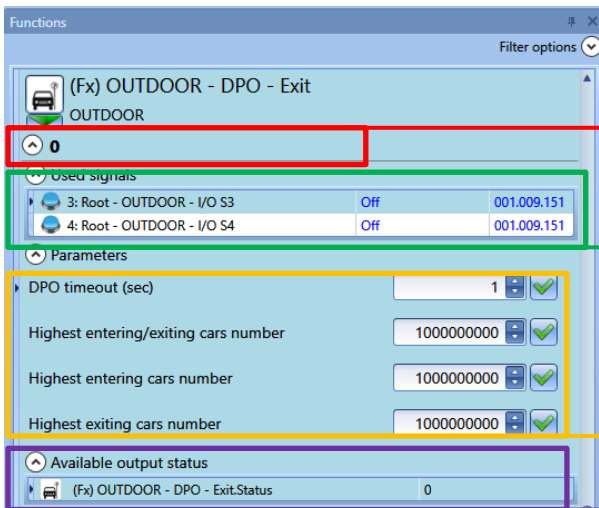 Functions
Filter options
(Fx) OUTDOOR - DPO - Exit
OUTDOOR
0
Used signals
3: Root - OUTDOOR - I/O S3 Off 001.009.151
4: Root - OUTDOOR - I/O S4 Off 001.009.151
Parameters
DPO timeout (sec) 1
Highest entering/exiting cars number 1000000000
Highest entering cars number 1000000000
Highest exiting cars number 1000000000
Available output status
(Fx) OUTDOOR - DPO - Exit.Status 0